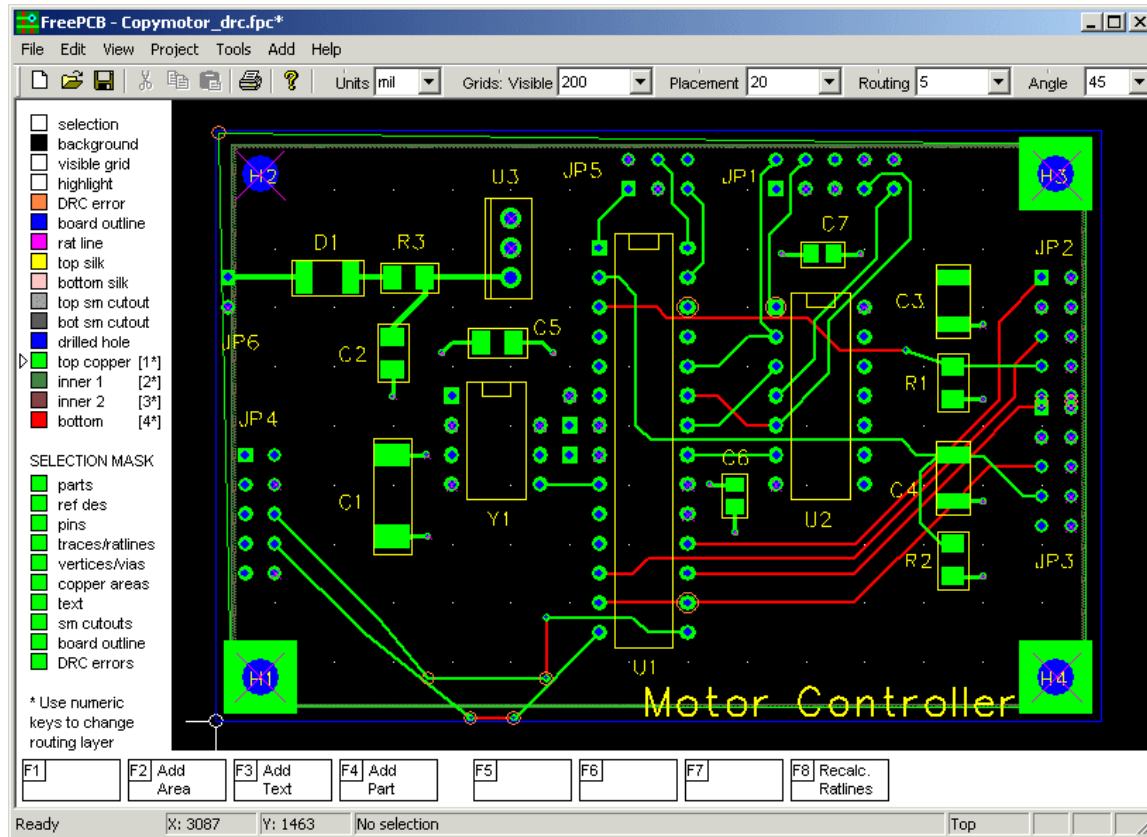 FreePCB - Copymotor_drc.fpc*
File Edit View Project Tools Add Help
Units mil Grids: Visible 200 Placement 20 Routing 5 Angle 45
selection
background
visible grid
highlight
DRC error
board outline
rat line
top silk
bottom silk
top sm cutout
bot sm cutout
drilled hole
top copper [1*]
inner 1 [2*]
inner 2 [3*]
bottom [4*]
SELECTION MASK
parts
ref des
pins
traces/ratlines
vertices/vias
copper areas
text
sm cutouts
board outline
DRC errors
* Use numeric
keys to change
routing layer
H2 U3 JP5 JP1 H3
D1 R3 C7 JP2
C3
JP6 C2 C5
R1
JP4
C1 Y1 C6 U2 C4
R2 JP3
H1 U1 H4
Motor Controller
F1 F2 Add Area F3 Add Text F4 Add Part F5 F6 F7 F8 Recalc. Ratlines
Ready X: 3087 Y: 1463 No selection Top